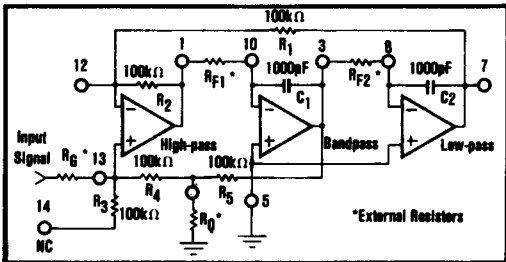 100kΩ
R1
12
1
10
3
8
7
100kΩ
RF1*
1000pF
RF2*
1000pF
R2
C1
C2
Input
Signal
High-pass
Bandpass
Low-pass
RG*
13
100kΩ
100kΩ
R3
R4
R5
14
100kΩ
RQ*
5
NC
*External Resistors